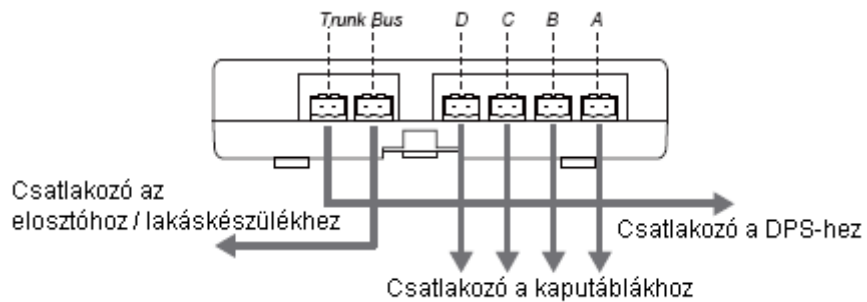 Trunk Bus D C B A
Csatlakozó az
elosztóhoz / lakáskészülékhez
Csatlakozó a DPS-hez
Csatlakozó a kaputáblákhoz